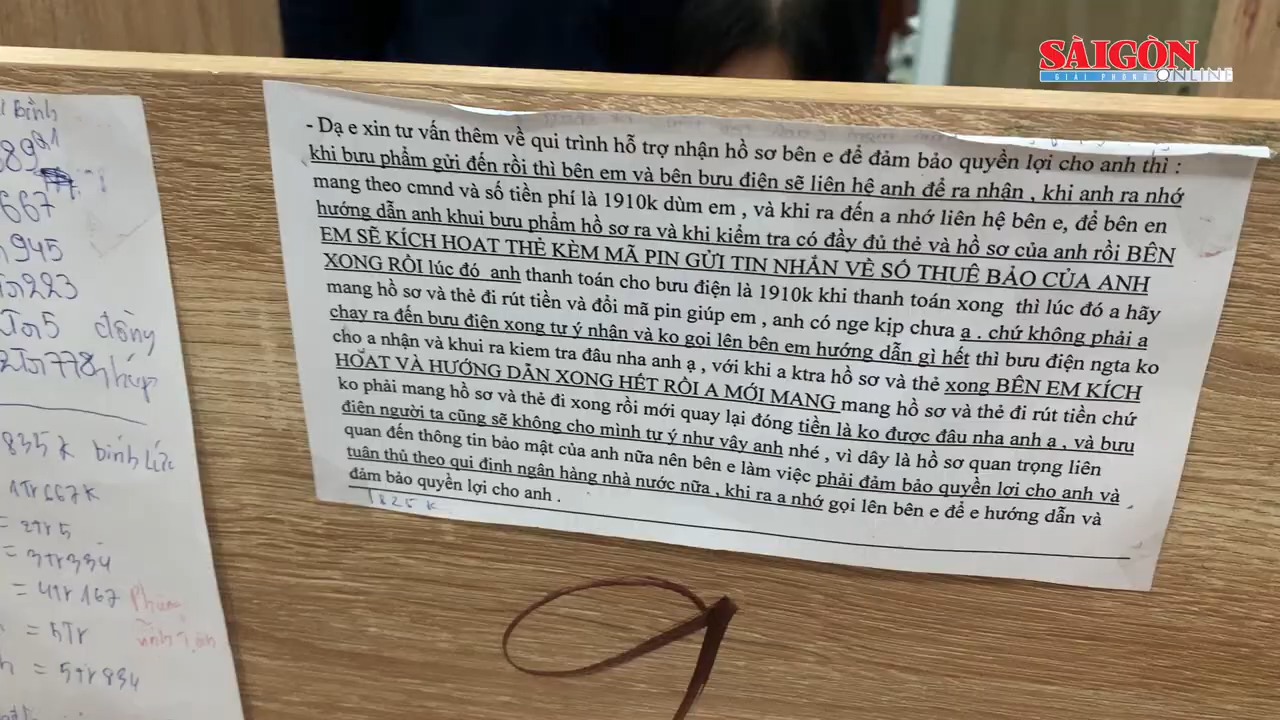 SÀIGÒN
GIẢI PHÓNG ONLINE
- Dạ e xin tư vấn thêm về qui trình hỗ trợ nhận hồ sơ bên e để đảm bảo quyền lợi cho anh thì :
khi bưu phẩm gửi đến rồi thì bên em và bên bưu điện sẽ liên hệ anh để ra nhận , khi anh ra nhớ
mang theo cmnd và số tiền phí là 1910k dùm em , và khi ra đến a nhớ liên hệ bên e, để bên en
hướng dẫn anh khui bưu phẩm hồ sơ ra và khi kiểm tra có đầy đủ thẻ và hồ sơ của anh rồi BÊN
EM SẼ KÍCH HOẠT THẺ KÈM MÃ PIN GỬI TIN NHẮN VỀ SỐ THUÊ BẢO CỦA ANH
XONG RỒI lúc đó anh thanh toán cho bưu điện là 1910k khi thanh toán xong thì lúc đó a hãy
mang hồ sơ và thẻ đi rút tiền và đổi mã pin giúp em , anh có nge kịp chưa ạ . chứ không phải a
chạy ra đến bưu điện xong tự ý nhận và ko gọi lên bên em hướng dẫn gì hết thì bưu điện ngta ko
cho a nhận và khui ra kiem tra đâu nha anh ạ , với khi a ktra hồ sơ và thẻ xong BÊN EM KÍCH
HOẠT VÀ HƯỚNG DẪN XONG HẾT RỒI A MỚI MANG mang hồ sơ và thẻ đi rút tiền chứ
ko phải mang hồ sơ và thẻ đi xong rồi mới quay lại đóng tiền là ko được đâu nha anh ạ , và bưu
điện người ta cũng sẽ không cho mình tự ý như vậy anh nhé , vì dây là hồ sơ quan trọng liên
quan đến thông tin bảo mật của anh nữa nên bên e làm việc phải đảm bảo quyền lợi cho anh và
tuân thủ theo qui định ngân hàng nhà nước nữa , khi ra a nhớ gọi lên bên e để e hướng dẫn và
đảm bảo quyền lợi cho anh .
1825 K
9
bình
667
945
Tr223
Tr5 đồng
2Tr778
835 K
1Tr667K
= 2Tr5
= 3Tr334
= 4Tr167
= 5Tr
= 5Tr834